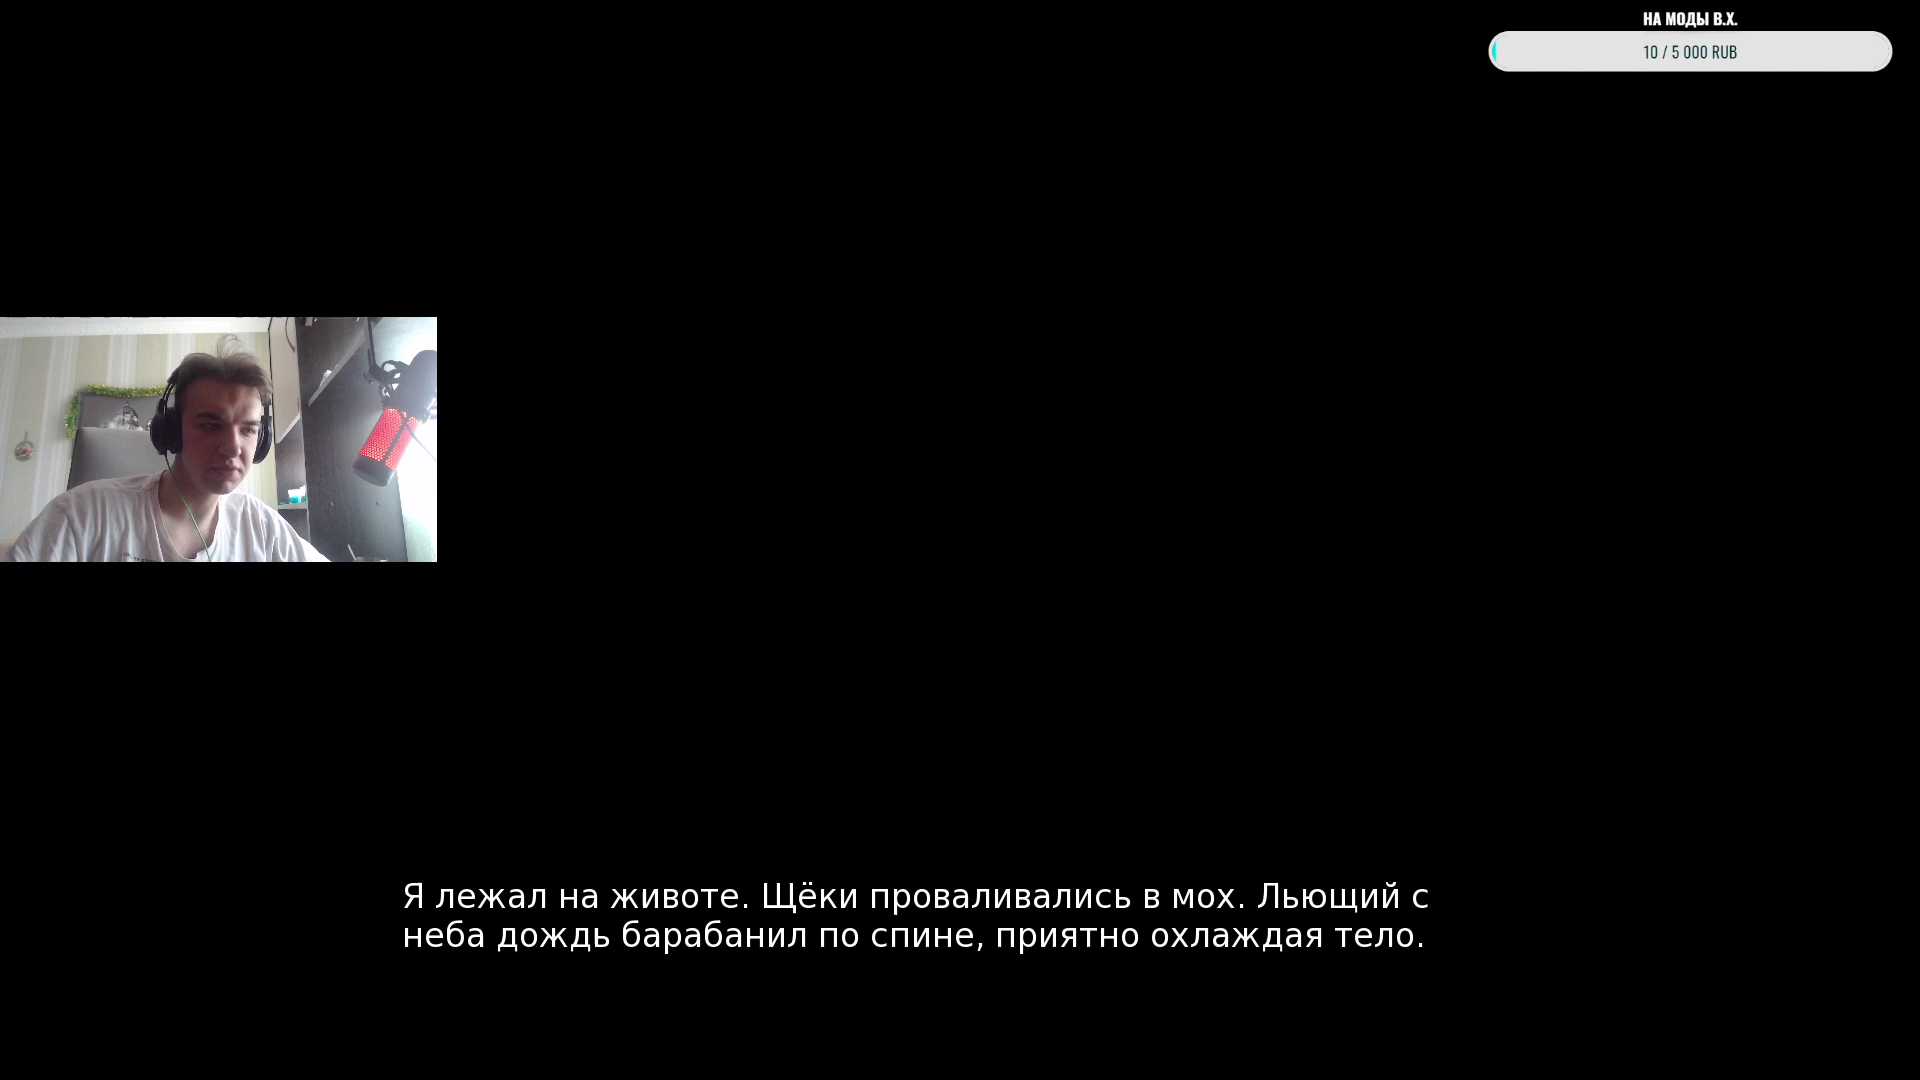 НА МОДЫ В.Х.
10 / 5 000 RUB
Я лежал на животе. Щёки проваливались в мох. Льющий с
неба дождь барабанил по спине, приятно охлаждая тело.